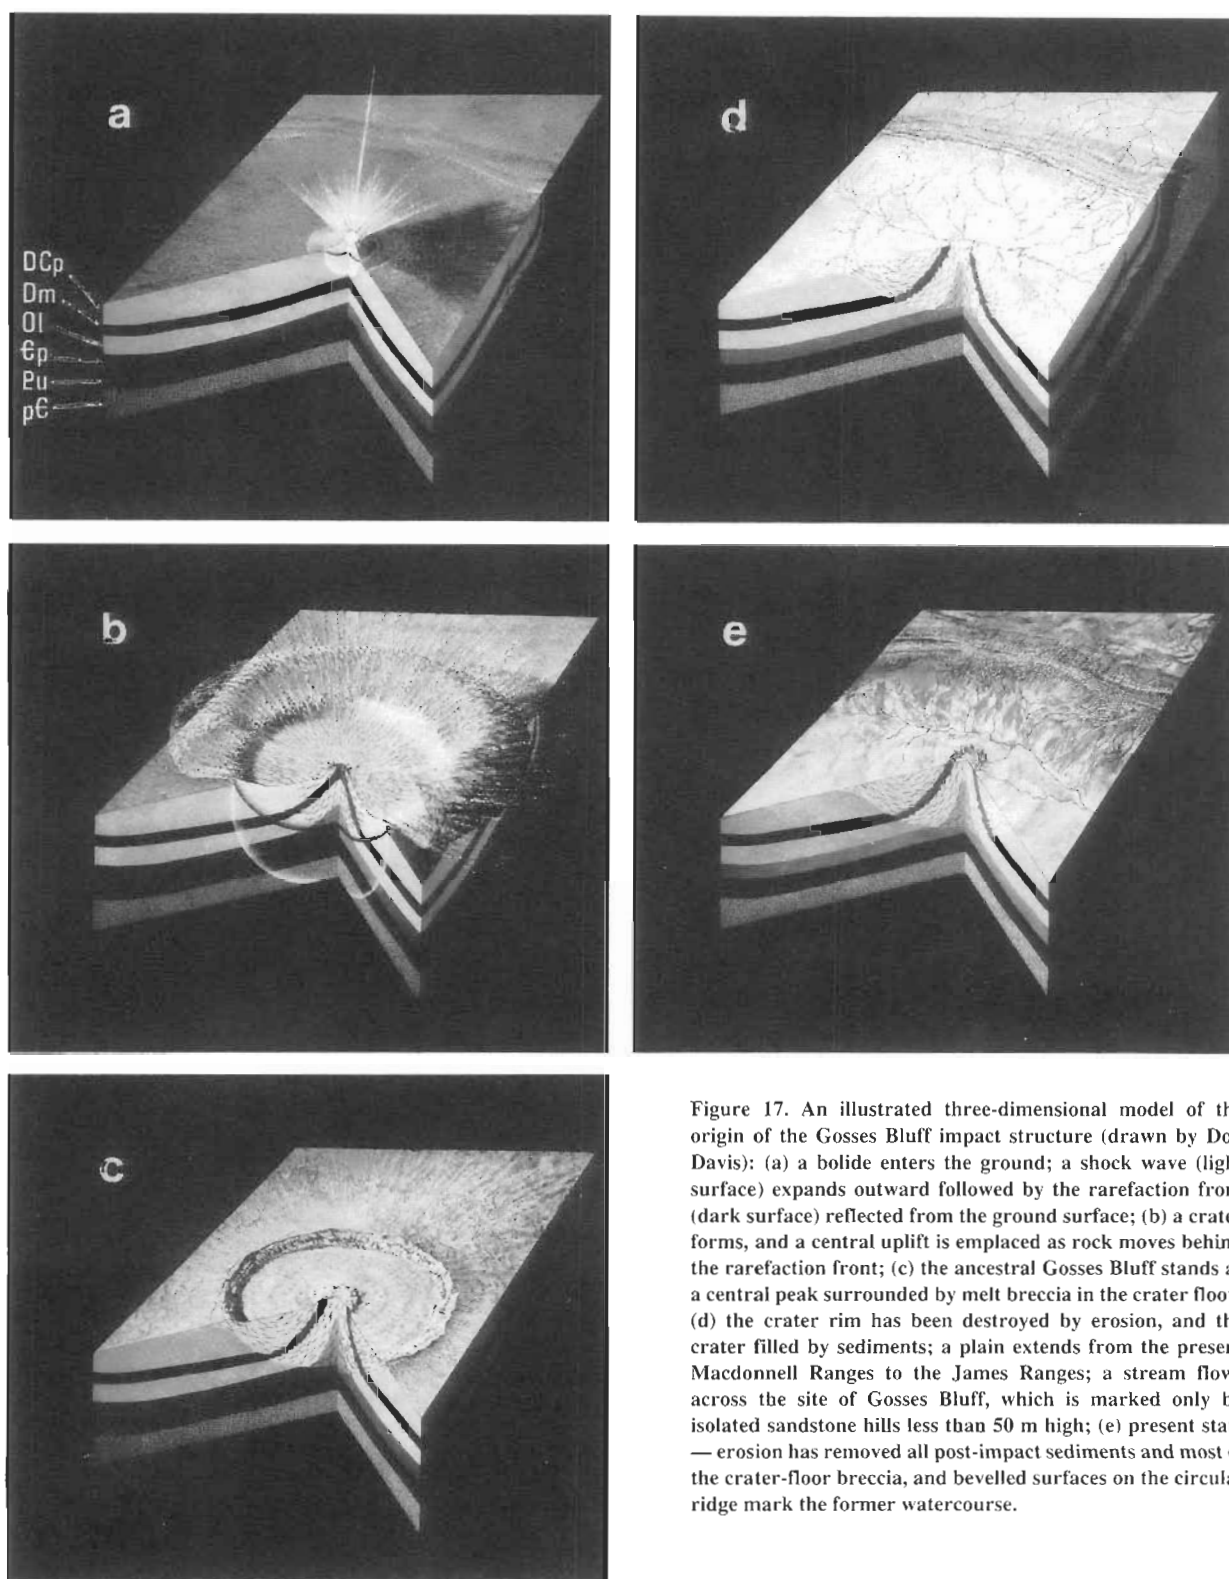 a
DCp
Dm
Ol
Єp
Pu
pЄ
d
b
e
c
Figure 17. An illustrated three-dimensional model of th
origin of the Gosses Bluff impact structure (drawn by Do
Davis): (a) a bolide enters the ground; a shock wave (ligh
surface) expands outward followed by the rarefaction fron
(dark surface) reflected from the ground surface; (b) a crate
forms, and a central uplift is emplaced as rock moves behin
the rarefaction front; (c) the ancestral Gosses Bluff stands a
a central peak surrounded by melt breccia in the crater floor
(d) the crater rim has been destroyed by erosion, and th
crater filled by sediments; a plain extends from the presen
Macdonnell Ranges to the James Ranges; a stream flow
across the site of Gosses Bluff, which is marked only b
isolated sandstone hills less than 50 m high; (e) present sta
— erosion has removed all post-impact sediments and most o
the crater-floor breccia, and bevelled surfaces on the circula
ridge mark the former watercourse.